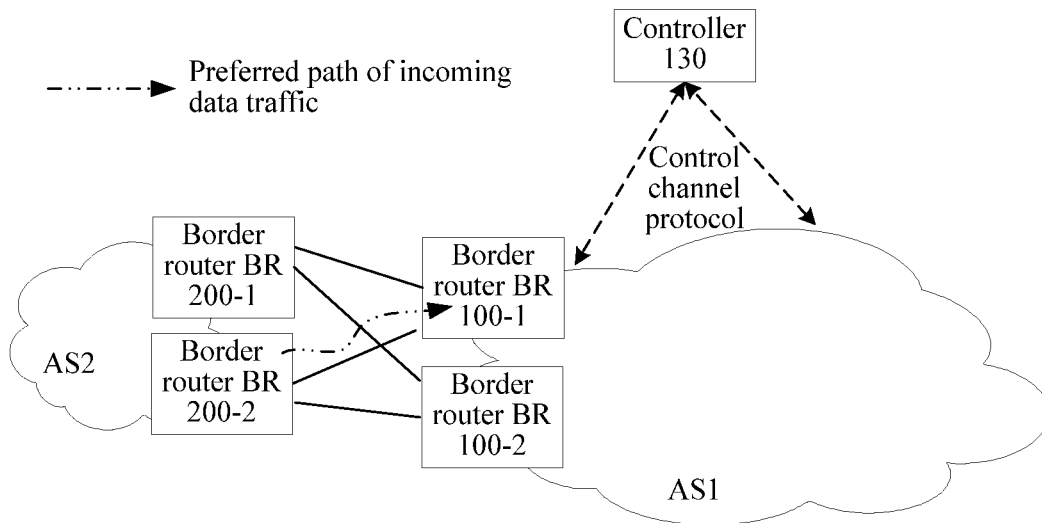 Controller
130
Preferred path of incoming
data traffic
Control
channel
protocol
Border
router BR
200-1
Border
router BR
100-1
AS2
Border
router BR
200-2
Border
router BR
100-2
AS1